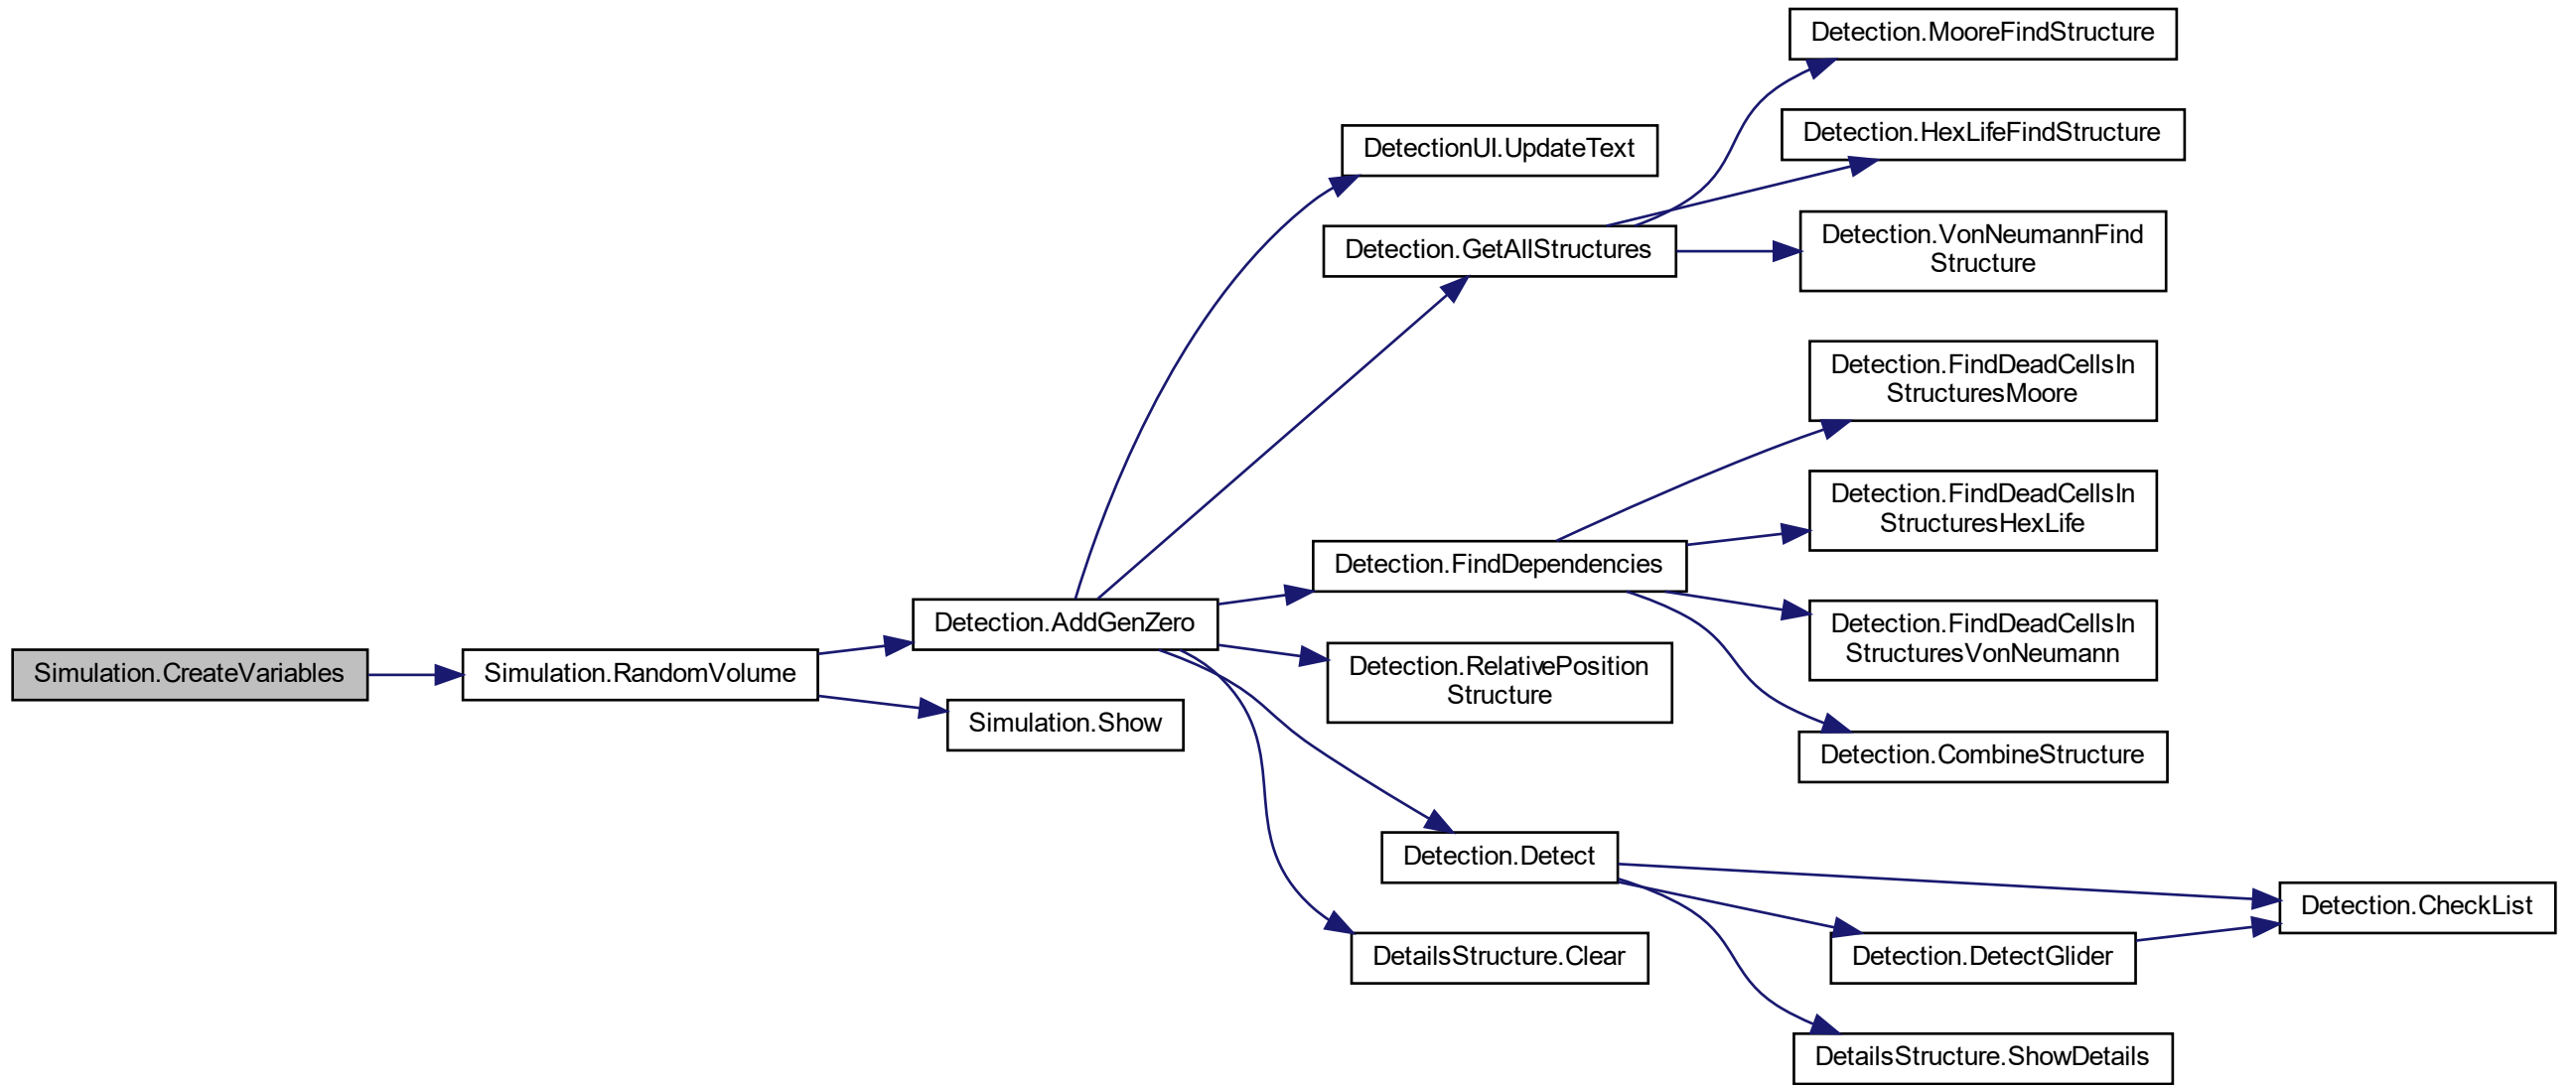 Detection.MooreFindStructure
Detection.HexLifeFindStructure
DetectionUI.UpdateText
Detection.GetAllStructures
Detection.VonNeumannFind
Structure
Detection.FindDeadCellsIn
StructuresMoore
Detection.FindDeadCellsIn
StructuresHexLife
Detection.FindDependencies
Detection.FindDeadCellsIn
StructuresVonNeumann
Detection.AddGenZero
Simulation.CreateVariables
Simulation.RandomVolume
Detection.RelativePosition
Structure
Simulation.Show
Detection.CombineStructure
Detection.Detect
Detection.CheckList
DetailsStructure.Clear
Detection.DetectGlider
DetailsStructure.ShowDetails